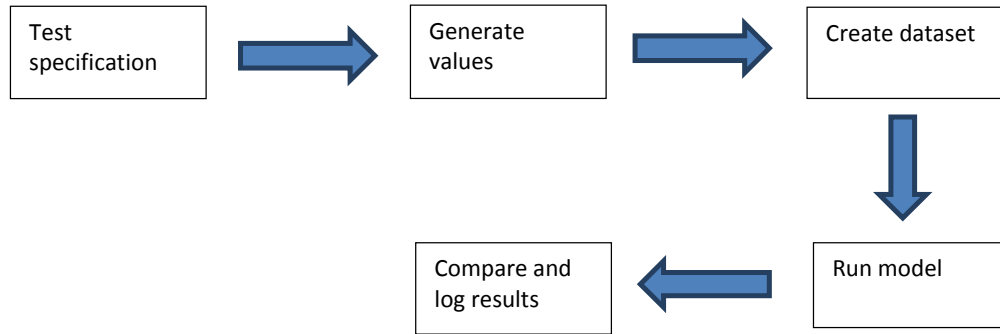 Test
specification
Generate
values
Create dataset
Run model
Compare and
log results